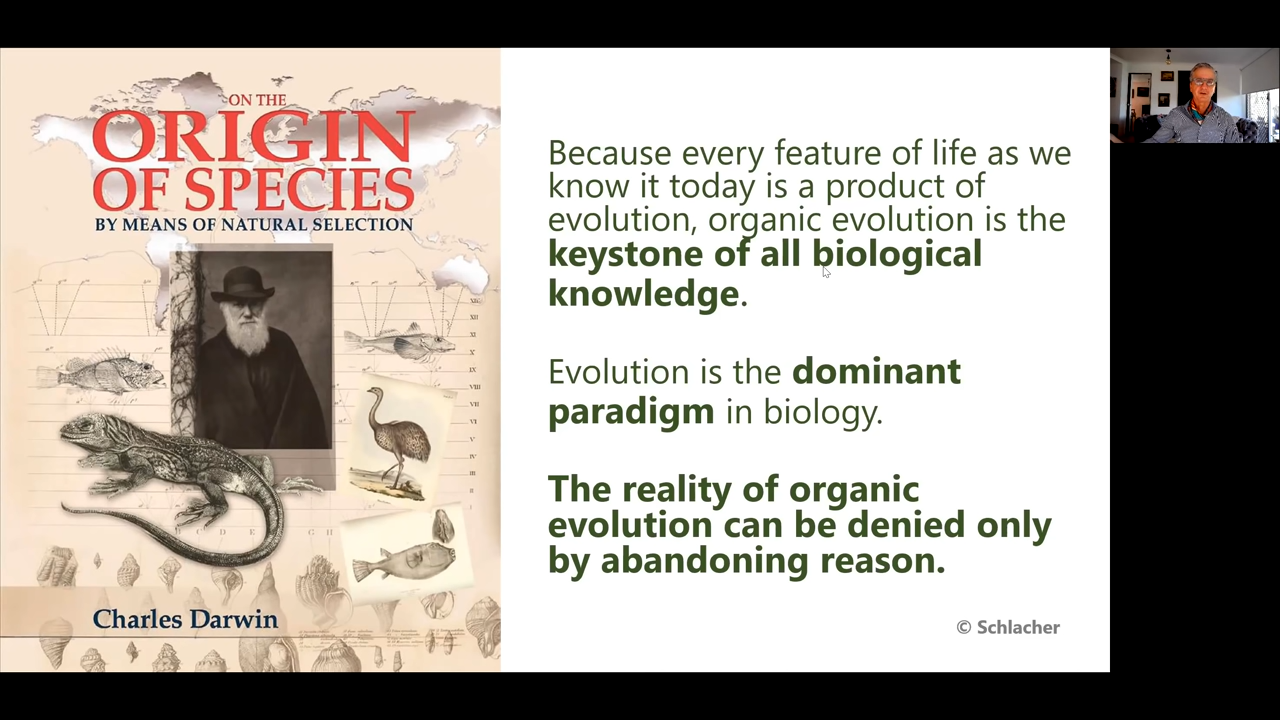 ON THE
ORIGIN
OF SPECIES
BY MEANS OF NATURAL SELECTION
Charles Darwin
Because every feature of life as we
know it today is a product of
evolution, organic evolution is the
keystone of all biological
knowledge.
Evolution is the dominant
paradigm in biology.
The reality of organic
evolution can be denied only
by abandoning reason.
© Schlacher